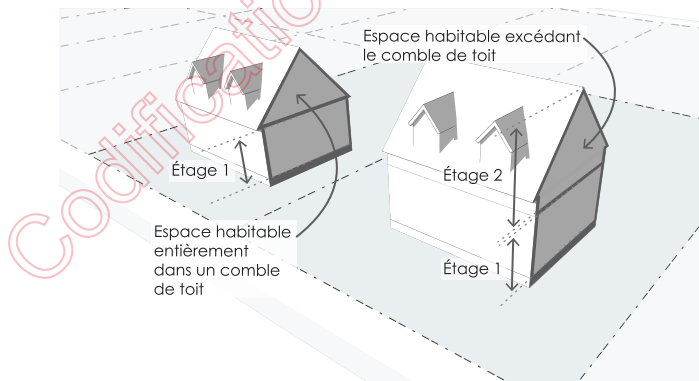 Espace habitable excédant
le comble de toit
Étage 1
Étage 2
Espace habitable
entièrement
dans un comble
de toit
Étage 1
Codification